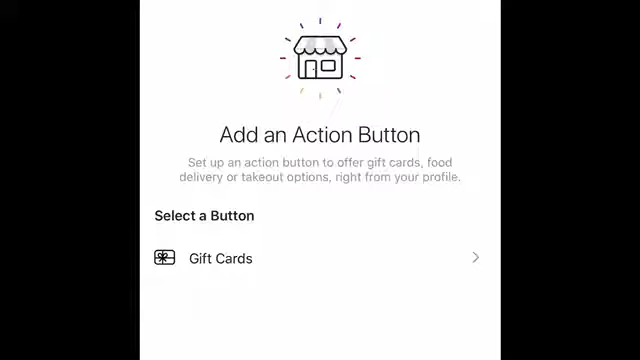 Add an Action Button
Set up an action button to offer gift cards, food
delivery or takeout options, right from your profile.
Select a Button
Gift Cards